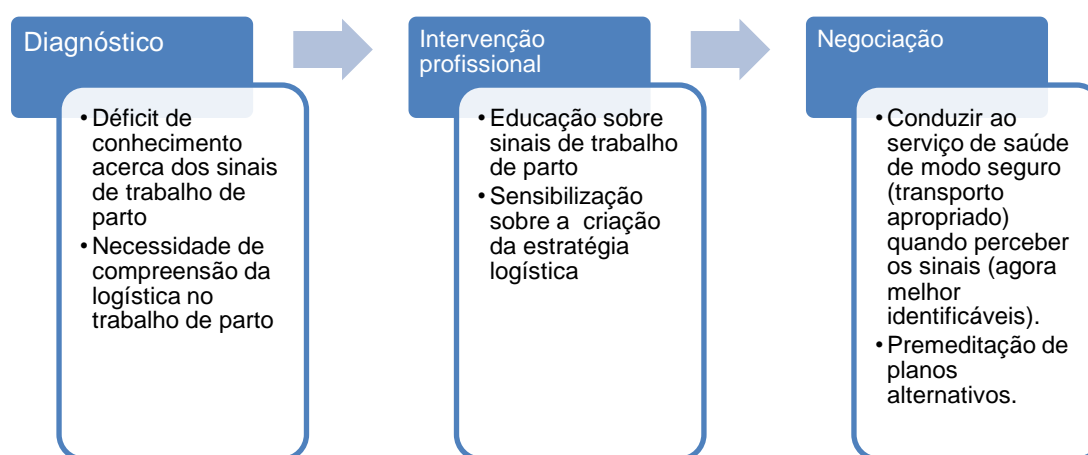 Diagnóstico
• Déficit de
conhecimento
acerca dos sinais
de trabalho de
parto
• Necessidade de
compreensão da
logística no
trabalho de parto
Intervenção
profissional
• Educação sobre
sinais de trabalho
de parto
• Sensibilização
sobre a criação
da estratégia
logística
Negociação
• Conduzir ao
serviço de saúde
de modo seguro
(transporto
apropriado)
quando perceber
os sinais (agora
melhor
identificáveis).
• Premeditação de
planos
alternativos.